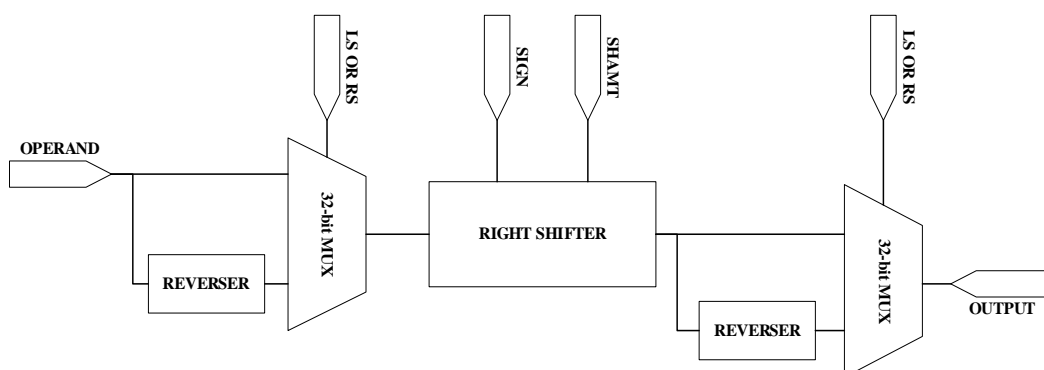 LS OR RS
SIGN
SHAMT
LS OR RS
OPERAND
32-bit MUX
RIGHT SHIFTER
32-bit MUX
REVERSER
REVERSER
OUTPUT